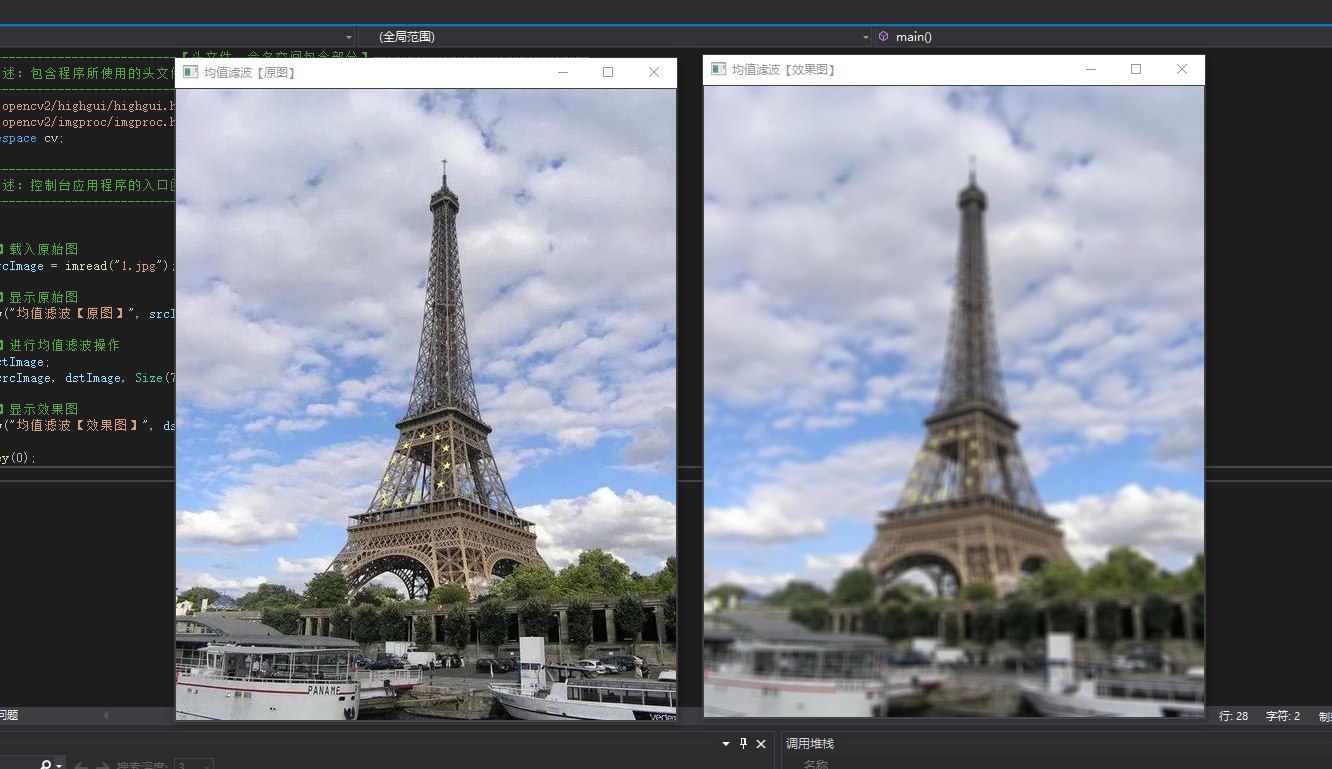 (全局范围)
main()
【头文件、命名空间包含部分】
述: 包含程序所使用的头文
opencv2/highgui/highgui.h
opencv2/imgproc/imgproc.h
espace cv;
述: 控制台应用程序的入口
载入原始图
rcImage = imread("1.jpg");
显示原始图
("均值滤波【原图】", srcI
进行均值滤波操作
tImage;
srcImage, dstImage, Size(7
显示效果图
("均值滤波【效果图】", ds
ey(0);
均值滤波【原图】
PANAME
Vedet
均值滤波【效果图】
问题
行: 28
字符: 2
制
搜索深度:
3
调用堆栈
名称